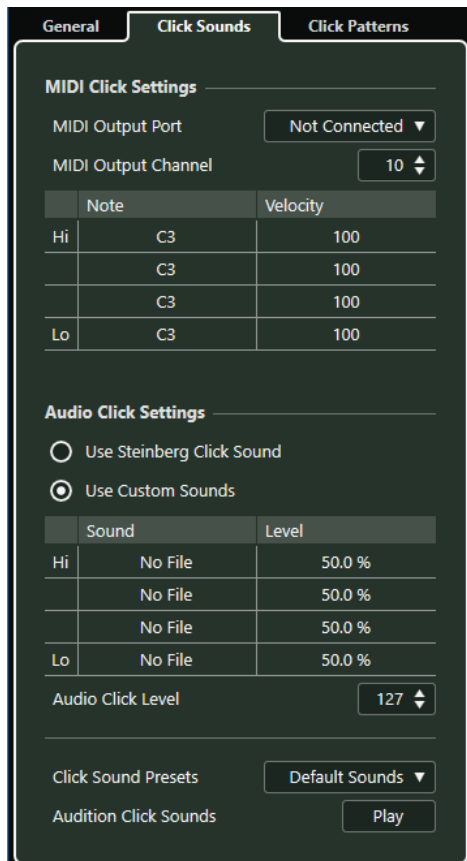 General Click Sounds Click Patterns
MIDI Click Settings
MIDI Output Port Not Connected
MIDI Output Channel 10
Note Velocity
Hi C3 100
C3 100
C3 100
Lo C3 100
Audio Click Settings
Use Steinberg Click Sound
Use Custom Sounds
Sound Level
Hi No File 50.0 %
No File 50.0 %
No File 50.0 %
Lo No File 50.0 %
Audio Click Level 127
Click Sound Presets Default Sounds
Audition Click Sounds Play